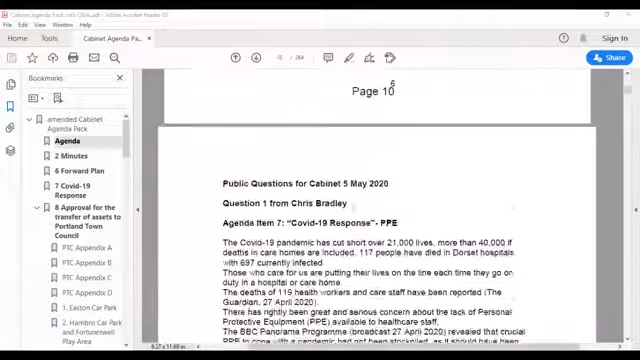 Cabinet Agenda Pack with Q&A.pdf - Adobe Acrobat Reader DC
File Edit View Window Help
Home Tools Cabinet Agenda Pa... × Sign In
/ 264 Share
Bookmarks
amended Cabinet Agenda Pack
Agenda
2 Minutes
6 Forward Plan
7 Covid-19
Response
8 Approval for the
transfer of assets to
Portland Town
Council
PTC Appendix A
PTC Appendix B
PTC Appendix C
PTC Appendix D
1. Easton Car Park
2. Hambro Car Park
and Fortuneswell
Play Area
8.27 x 11.69 in
6
Page 10
Public Questions for Cabinet 5 May 2020
Question 1 from Chris Bradley
Agenda Item 7: “Covid-19 Response”- PPE
The Covid-19 pandemic has cut short over 21,000 lives, more than 40,000 if
deaths in care homes are included. 117 people have died in Dorset hospitals
with 697 currently infected
Those who care for us are putting their lives on the line each time they go on
duty in a hospital or care home.
The deaths of 119 health workers and care staff have been reported (The
Guardian, 27 April 2020).
There has rightly been great and serious concern about the lack of Personal
Protective Equipment (PPE) available to healthcare staff.
The BBC Panorama Programme (broadcast 27 April 2020) revealed that crucial
PPE to cope with a pandemic had not been stockpiled, as it should have been